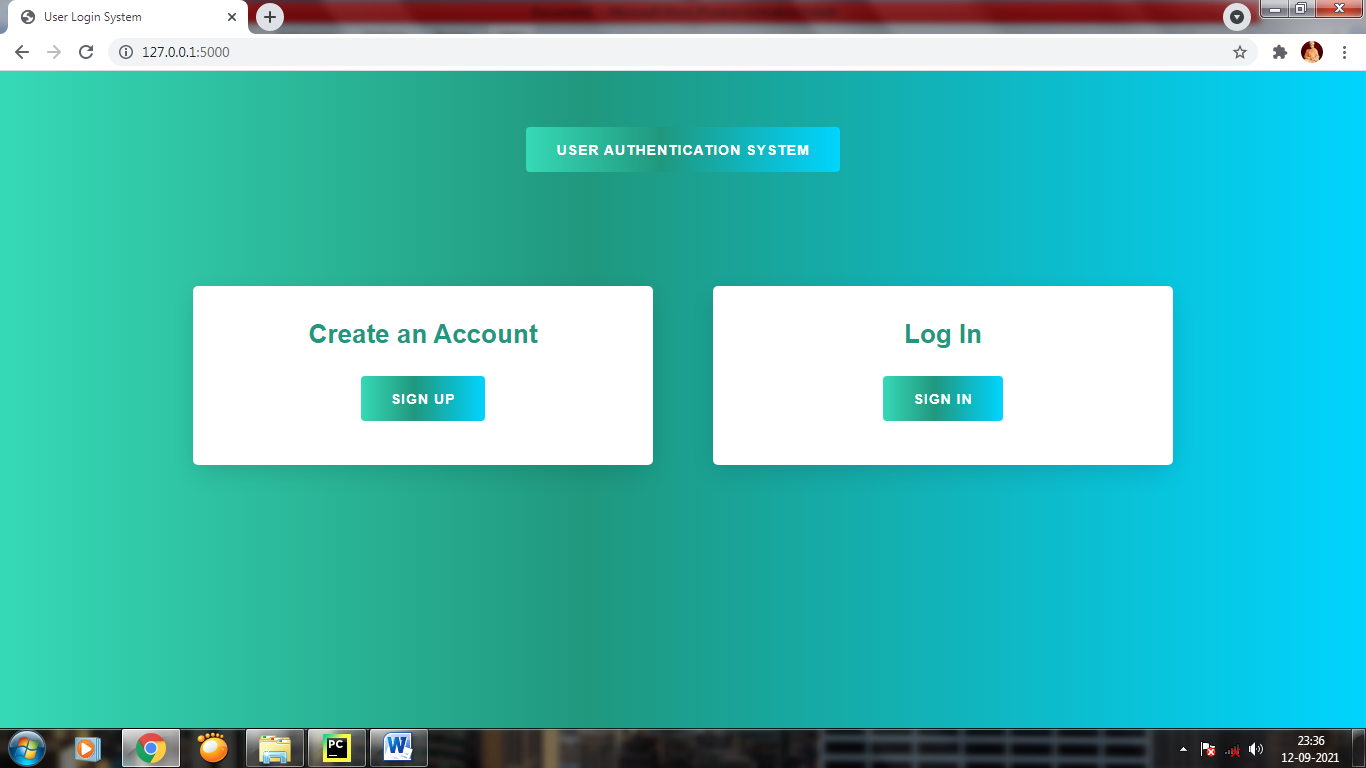 User Login System
127.0.0.1:5000
USER AUTHENTICATION SYSTEM
Create an Account
Log In
SIGN UP
SIGN IN
PC
W
23:36
12-09-2021